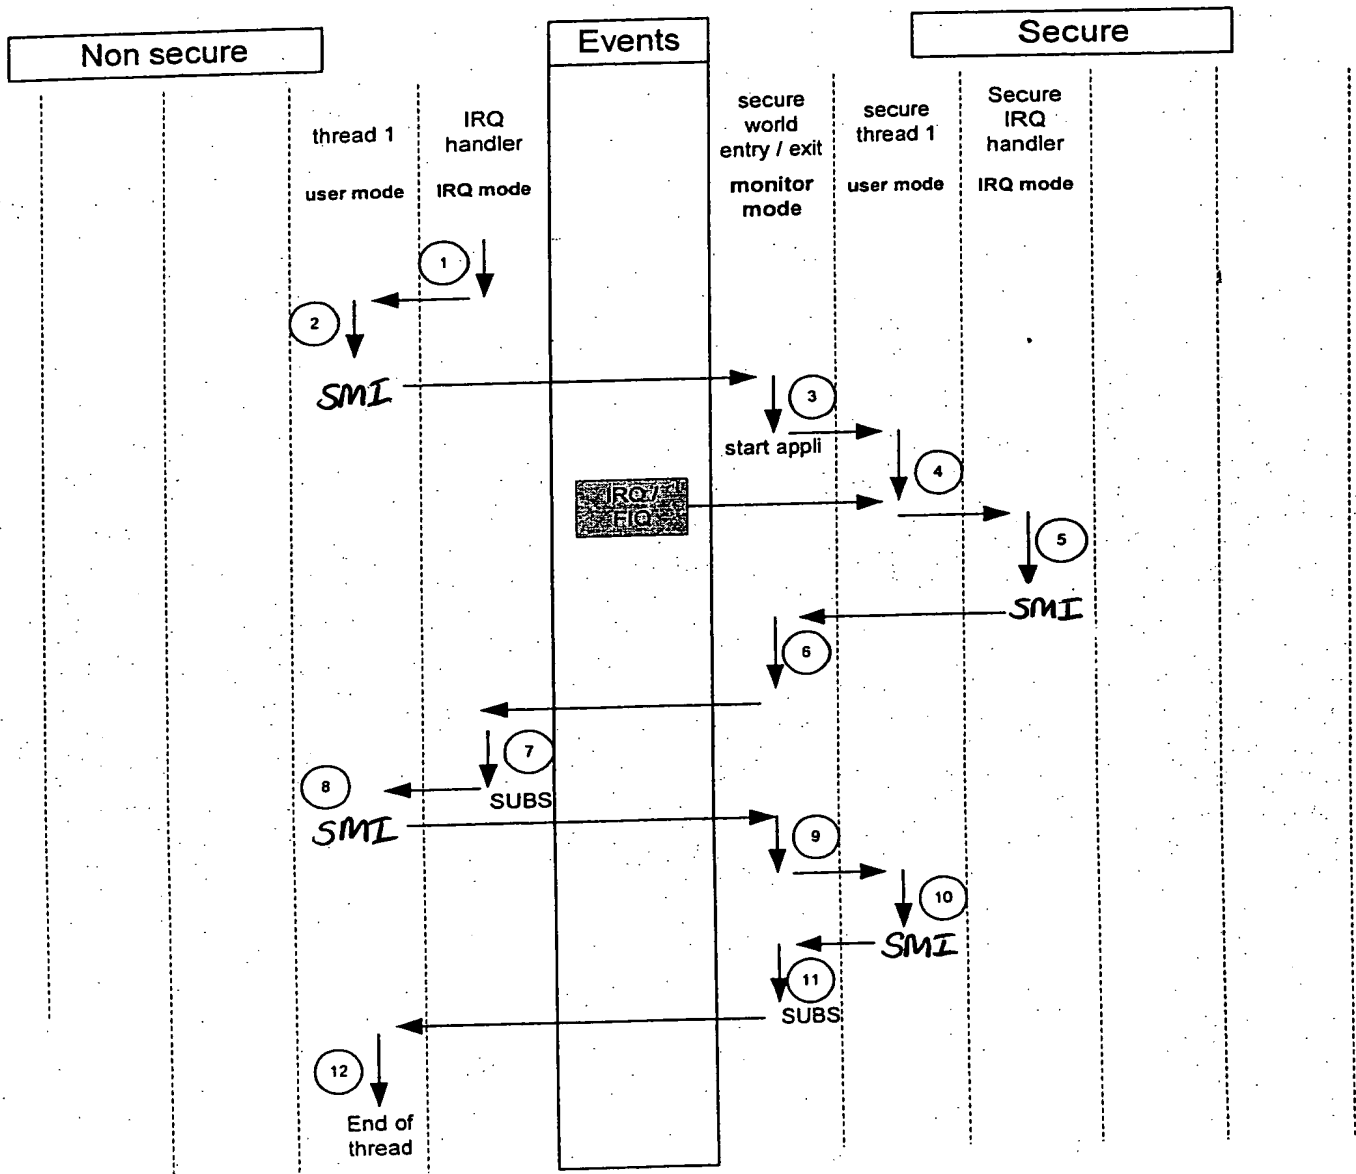 Non secure
Events
Secure
thread 1
user mode
IRQ
handler
IRQ mode
secure
world
entry / exit
monitor
mode
secure
thread 1
user mode
Secure
IRQ
handler
IRQ mode
1
2
SMI
3
start appli
4
IRQ /
FIQ
5
SMI
6
7
SUBS
8
SMI
9
10
SMI
11
SUBS
12
End of
thread